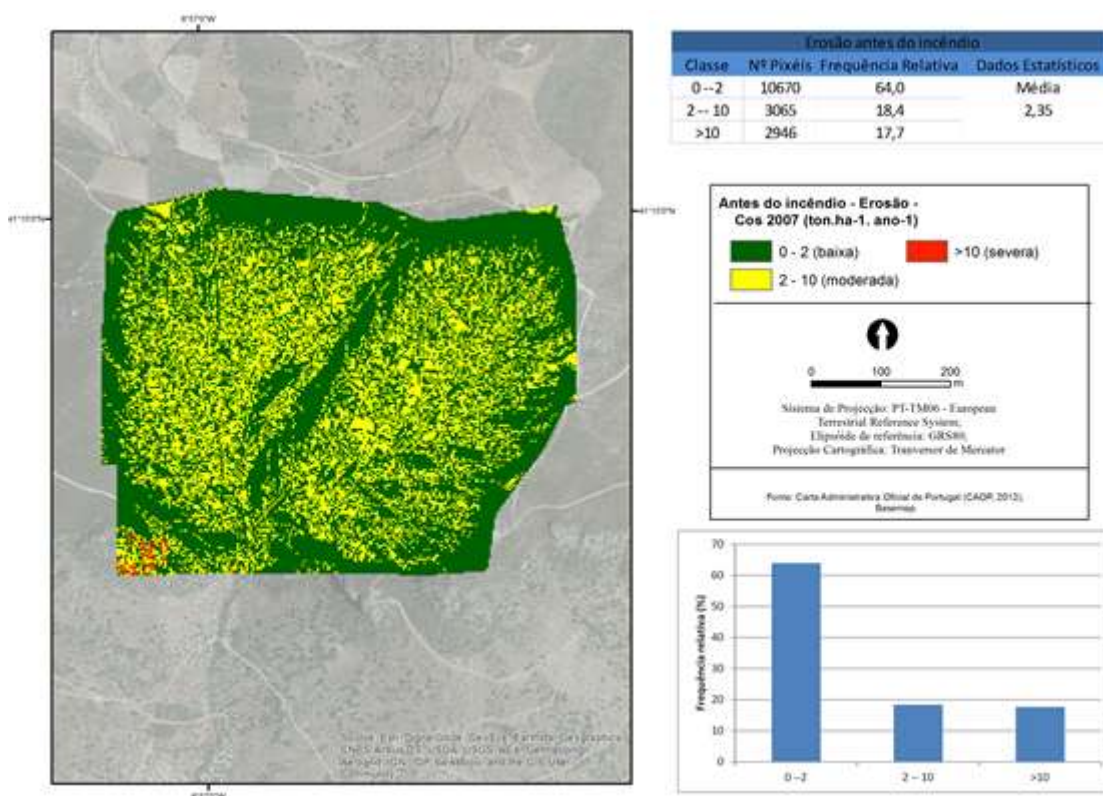 Erosão antes do incêndio
Classe Nº Pixéis Frequência Relativa Dados Estatísticos
0 --2 10670 64,0 Média
2 -- 10 3065 18,4 2,35
>10 2946 17,7
Antes do incêndio - Erosão -
Cos 2007 (ton.ha-1. ano-1)
0 - 2 (baixa) >10 (severa)
2 - 10 (moderada)
0 100 200
m
Sistema de Projecção: PT-TM06 - European
Terrestrial Reference System;
Elipsóide de referência: GRS80;
Projecção Cartográfica: Tranversor de Mercator
Fonte: Carta Administrativa Oficial de Portugal (CAOP, 2012),
Basemap
Frequência relativa (%)
70
60
50
40
30
20
10
0
0 --2 2 -- 10 >10
Community